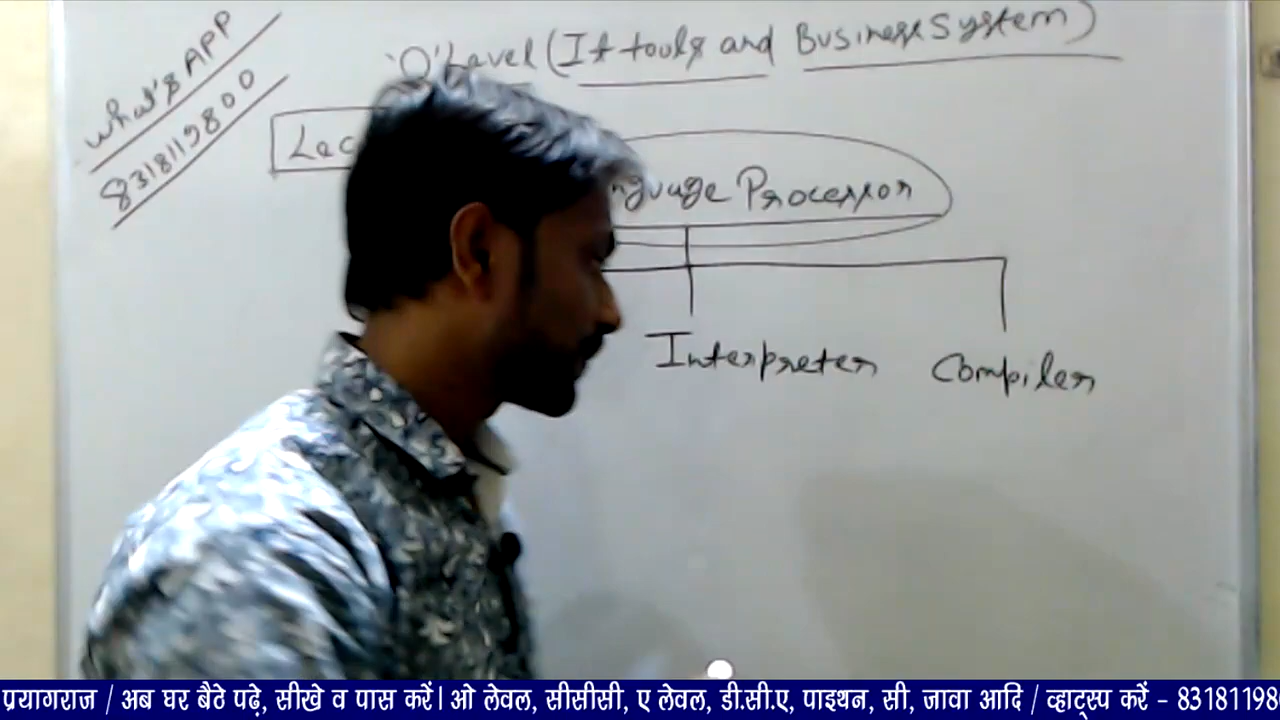 'O' Level (It tools and Business System)
What's APP
8318119800
Lec
nguage Processor
Interpreter Compiler
प्रयागराज / अब घर बैठे पढ़े, सीखे व पास करें। ओ लेवल, सीसीसी, ए लेवल, डी.सी.ए, पाइथन, सी, जावा आदि / व्हाट्स्प करें - 83181198